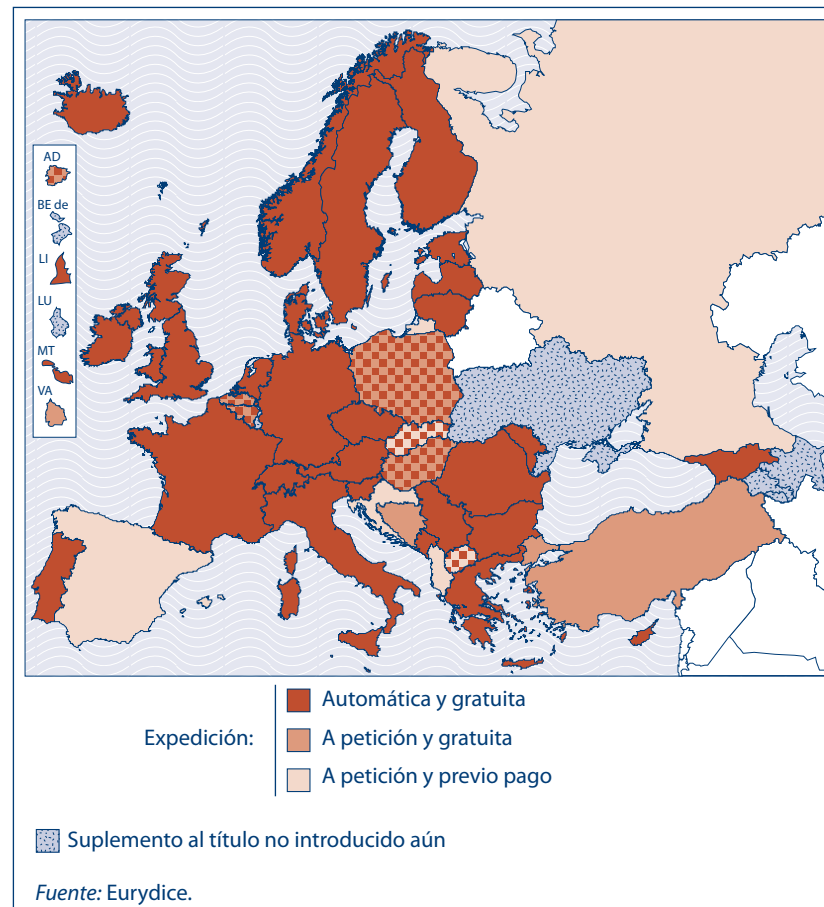 AD
BE de
LI
LU
MT
VA
Expedición:
Automática y gratuita
A petición y gratuita
A petición y previo pago
Suplemento al título no introducido aún
Fuente: Eurydice.